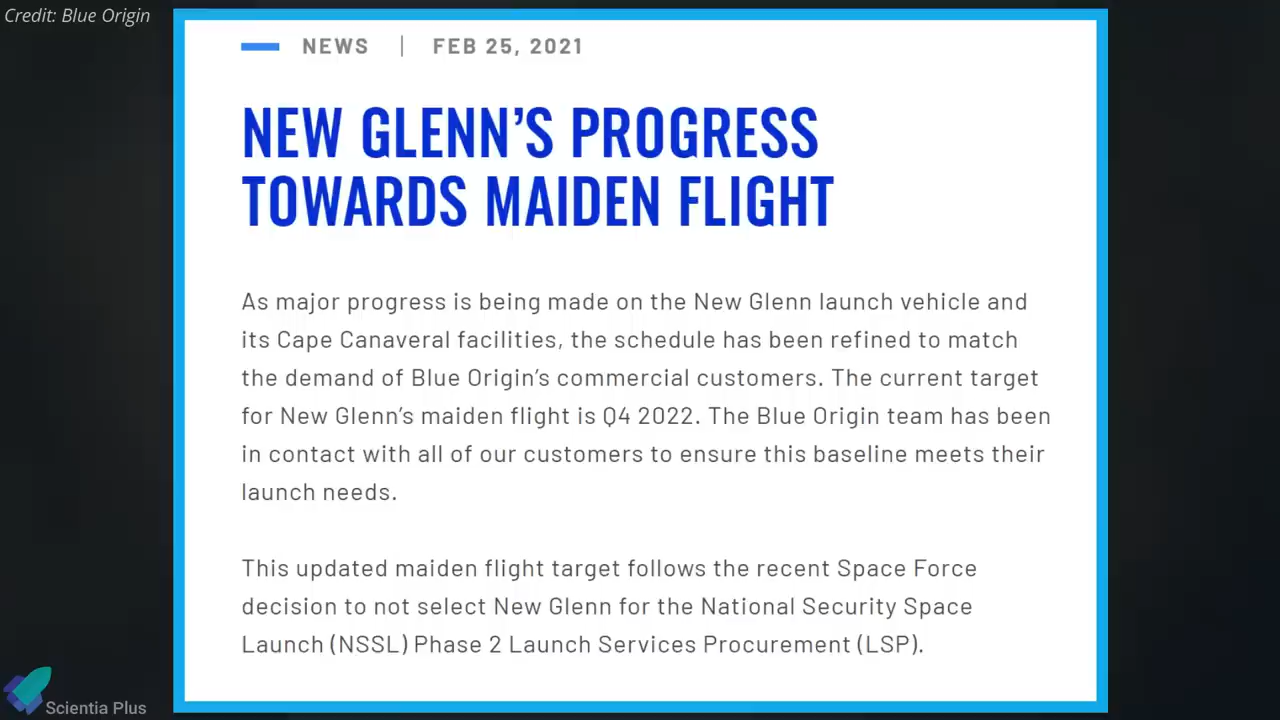 Credit: Blue Origin
NEWS | FEB 25, 2021
NEW GLENN’S PROGRESS
TOWARDS MAIDEN FLIGHT
As major progress is being made on the New Glenn launch vehicle and
its Cape Canaveral facilities, the schedule has been refined to match
the demand of Blue Origin’s commercial customers. The current target
for New Glenn’s maiden flight is Q4 2022. The Blue Origin team has been
in contact with all of our customers to ensure this baseline meets their
launch needs.
This updated maiden flight target follows the recent Space Force
decision to not select New Glenn for the National Security Space
Launch (NSSL) Phase 2 Launch Services Procurement (LSP).
Scientia Plus